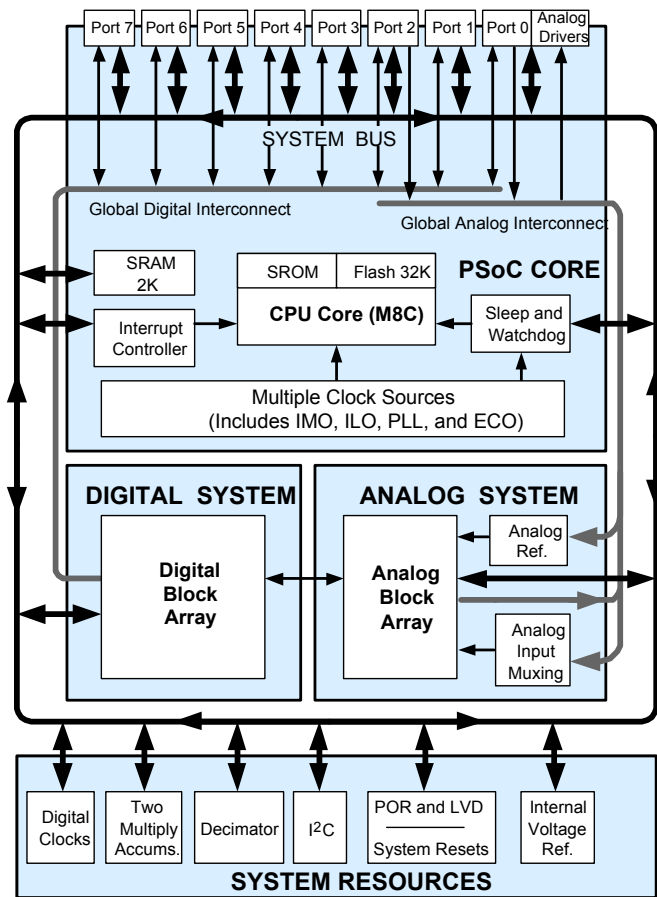 Port 7 Port 6 Port 5 Port 4 Port 3 Port 2 Port 1 Port 0 Analog
Drivers
SYSTEM BUS
Global Digital Interconnect
Global Analog Interconnect
PSoC CORE
SRAM
2K
SROM Flash 32K
CPU Core (M8C)
Interrupt
Controller
Sleep and
Watchdog
Multiple Clock Sources
(Includes IMO, ILO, PLL, and ECO)
DIGITAL SYSTEM
Digital
Block
Array
ANALOG SYSTEM
Analog
Block
Array
Analog
Ref.
Analog
Input
Muxing
Digital
Clocks
Two
Multiply
Accums.
Decimator
I²C
POR and LVD
System Resets
Internal
Voltage
Ref.
SYSTEM RESOURCES